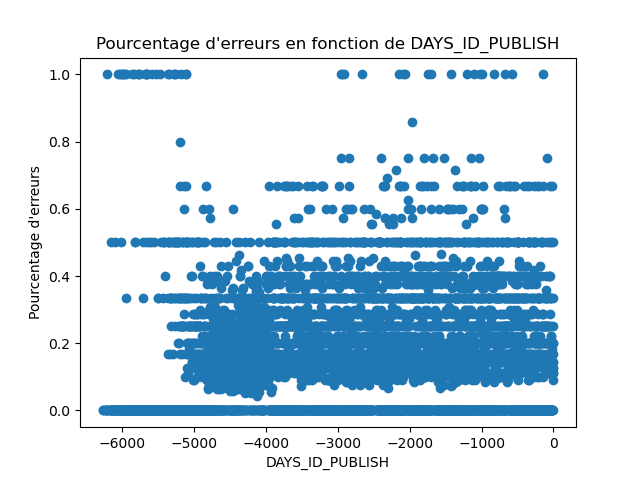 Pourcentage d'erreurs en fonction de DAYS_ID_PUBLISH
1.0
0.8
0.6
0.4
0.2
0.0
Pourcentage d'erreurs
−6000 −5000 −4000 −3000 −2000 −1000 0
DAYS_ID_PUBLISH